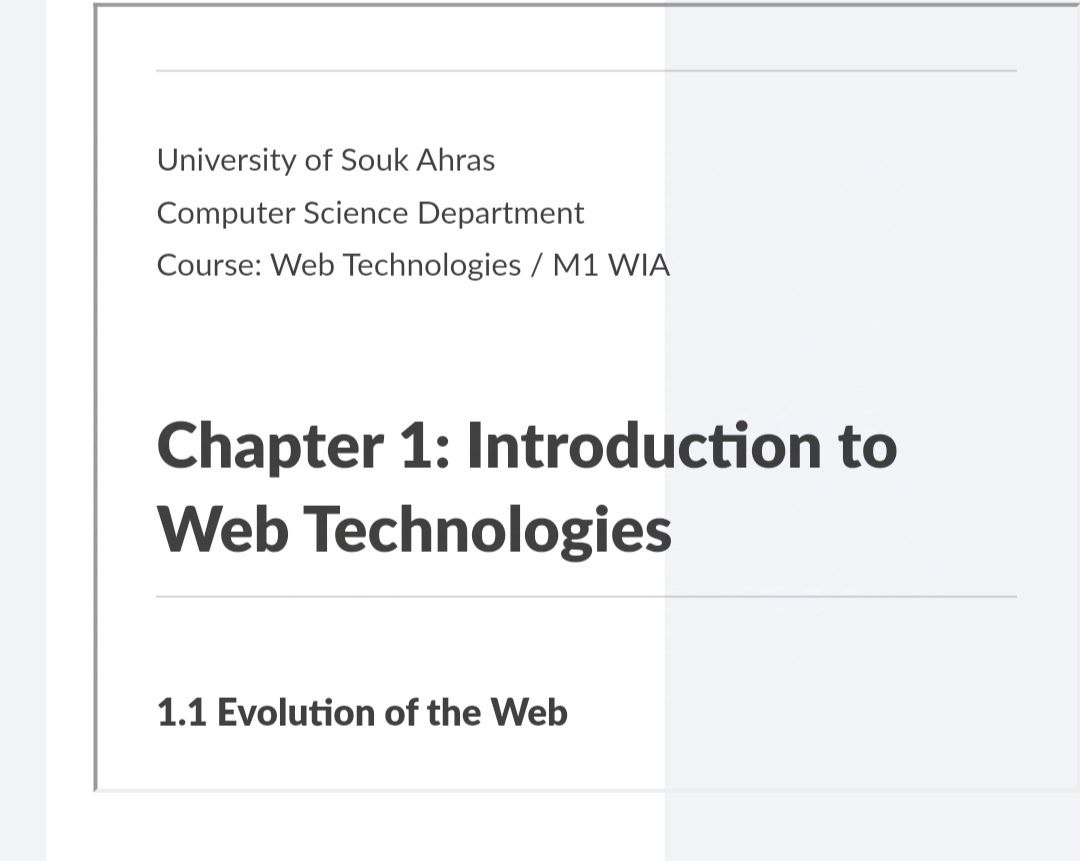 University of Souk Ahras
Computer Science Department
Course: Web Technologies / M1 WIA
Chapter 1: Introduction to
Web Technologies
1.1 Evolution of the Web